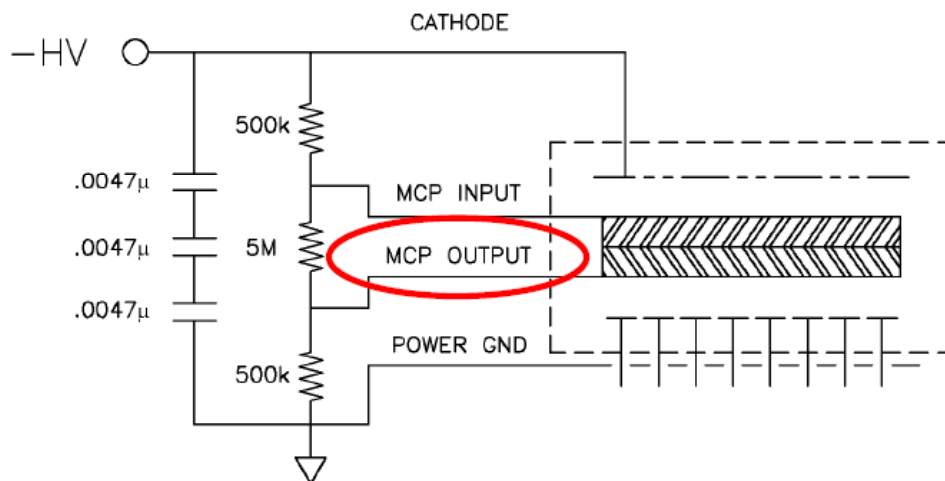 CATHODE
-HV
500k
.0047µ
MCP INPUT
.0047µ
5M
MCP OUTPUT
.0047µ
POWER GND
500k